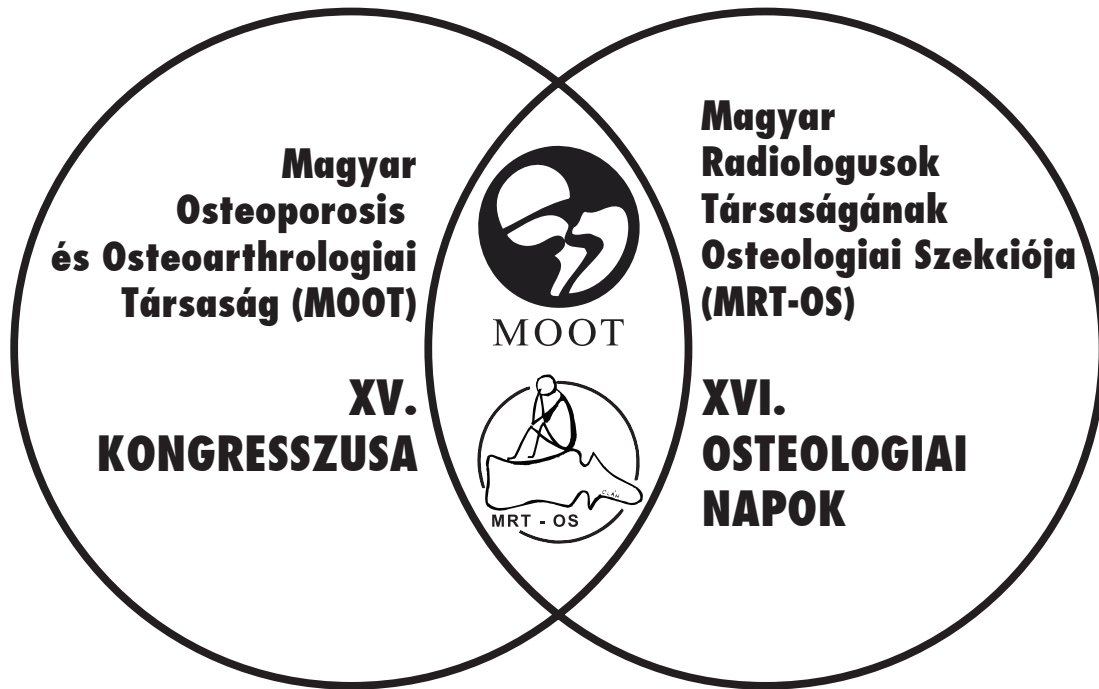 Magyar
Osteoporosis
és Osteoarthrologiai
Társaság (MOOT)
XV.
KONGRESSZUSA
MOOT
MRT - OS
Magyar
Radiologusok
Társaságának
Osteologiai Szekciója
(MRT-OS)
XVI.
OSTEOLOGIAI
NAPOK